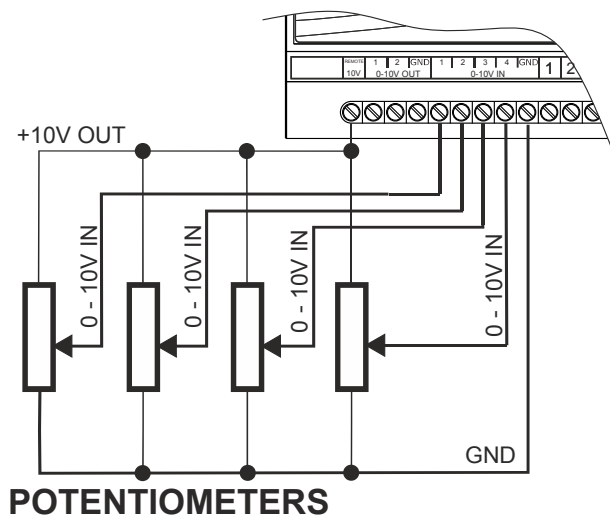 REMOTE 1 2 GND 1 2 3 4 GND 1 2
10V 0-10V OUT 0-10V IN
+10V OUT
0 - 10V IN
0 - 10V IN
0 - 10V IN
0 - 10V IN
GND
POTENTIOMETERS